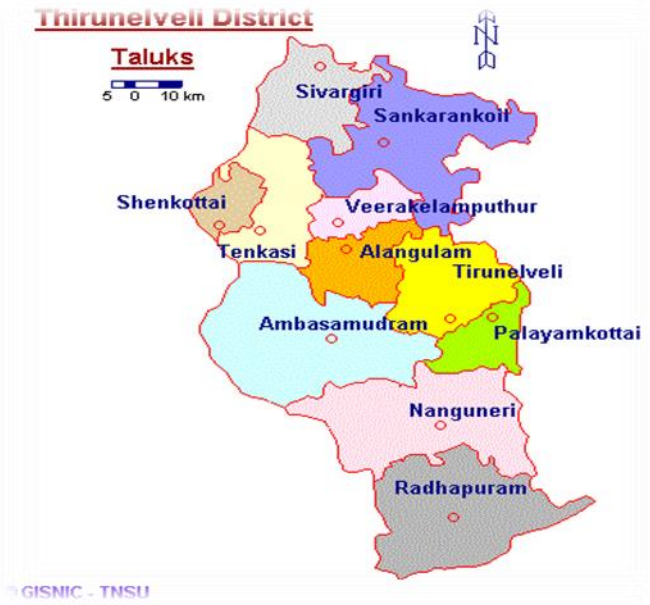 Thirunelveli District
N
Taluks
5 0 10 km
Sivargiri
Sankarankoil
Shenkottai
Veerakelamputhur
Tenkasi
Alangulam
Tirunelveli
Ambasamudram
Palayamkottai
Nanguneri
Radhapuram
© GISNIC - TNSU